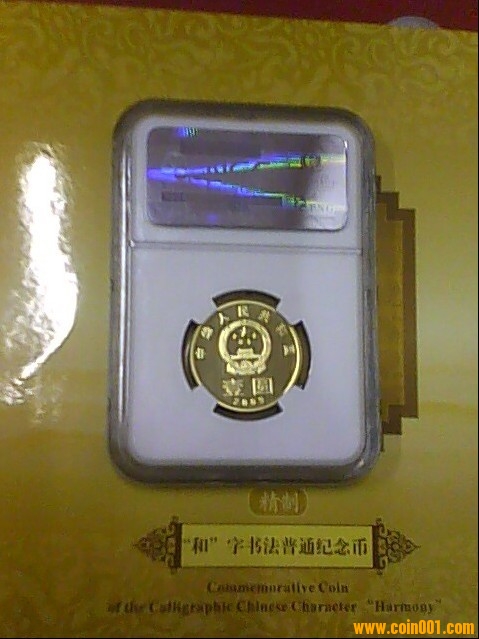 中华人民共和国
壹圆
2009
精制
“和”字书法普通纪念币
Commemorative Coin
of the Calligraphic Chinese Character “Harmony”
www.coin001.com